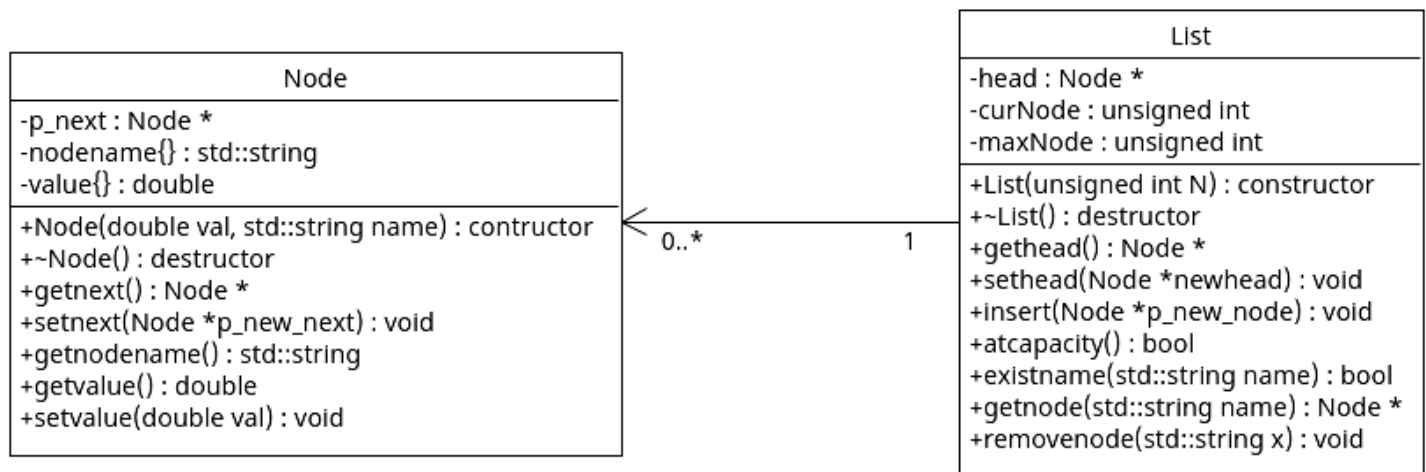 Node
-p_next : Node *
-nodename{} : std::string
-value{} : double
+Node(double val, std::string name) : contructor
+~Node() : destructor
+getnext() : Node *
+setnext(Node *p_new_next) : void
+getnodename() : std::string
+getvalue() : double
+setvalue(double val) : void
0..*
1
List
-head : Node *
-curNode : unsigned int
-maxNode : unsigned int
+List(unsigned int N) : constructor
+~List() : destructor
+gethead() : Node *
+sethead(Node *newhead) : void
+insert(Node *p_new_node) : void
+atcapacity() : bool
+existname(std::string name) : bool
+getnode(std::string name) : Node *
+removenode(std::string x) : void